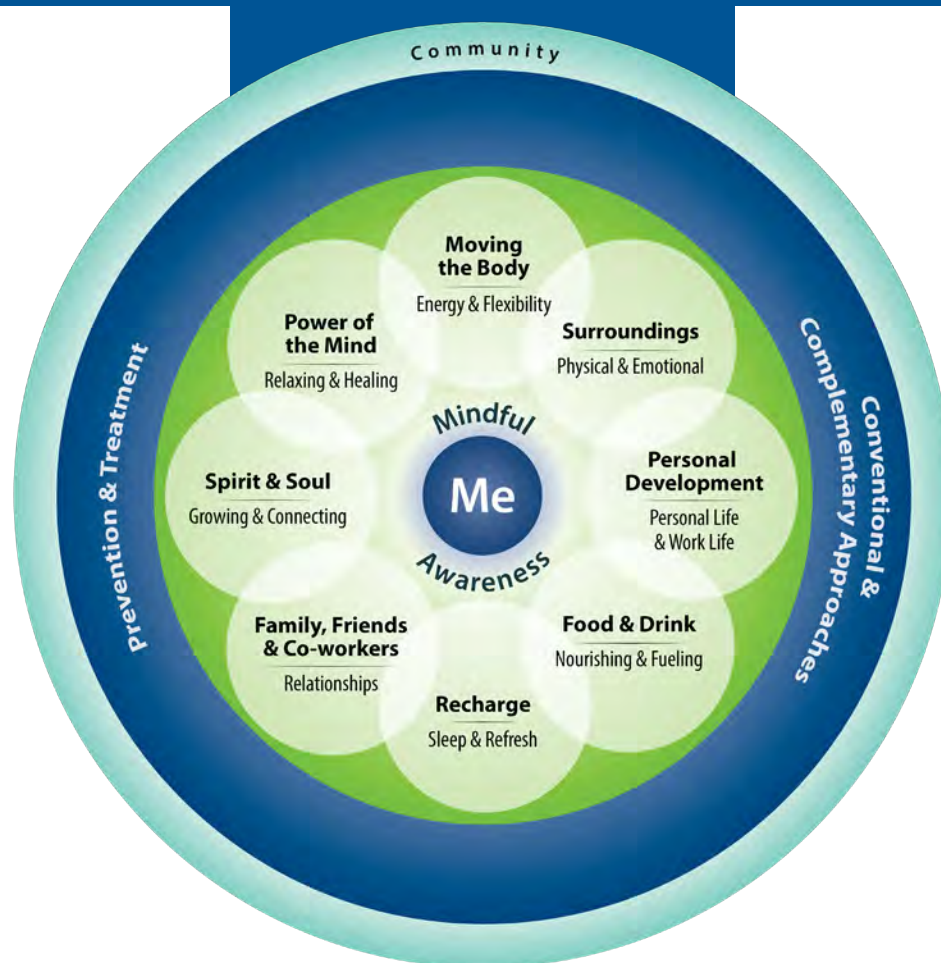 Community
Moving
the Body
Energy & Flexibility
Surroundings
Physical & Emotional
Personal
Development
Personal Life
& Work Life
Food & Drink
Nourishing & Fueling
Recharge
Sleep & Refresh
Family, Friends
& Co-workers
Relationships
Spirit & Soul
Growing & Connecting
Power of
the Mind
Relaxing & Healing
Mindful
Me
Awareness
Prevention & Treatment
Conventional &
Complementary Approaches